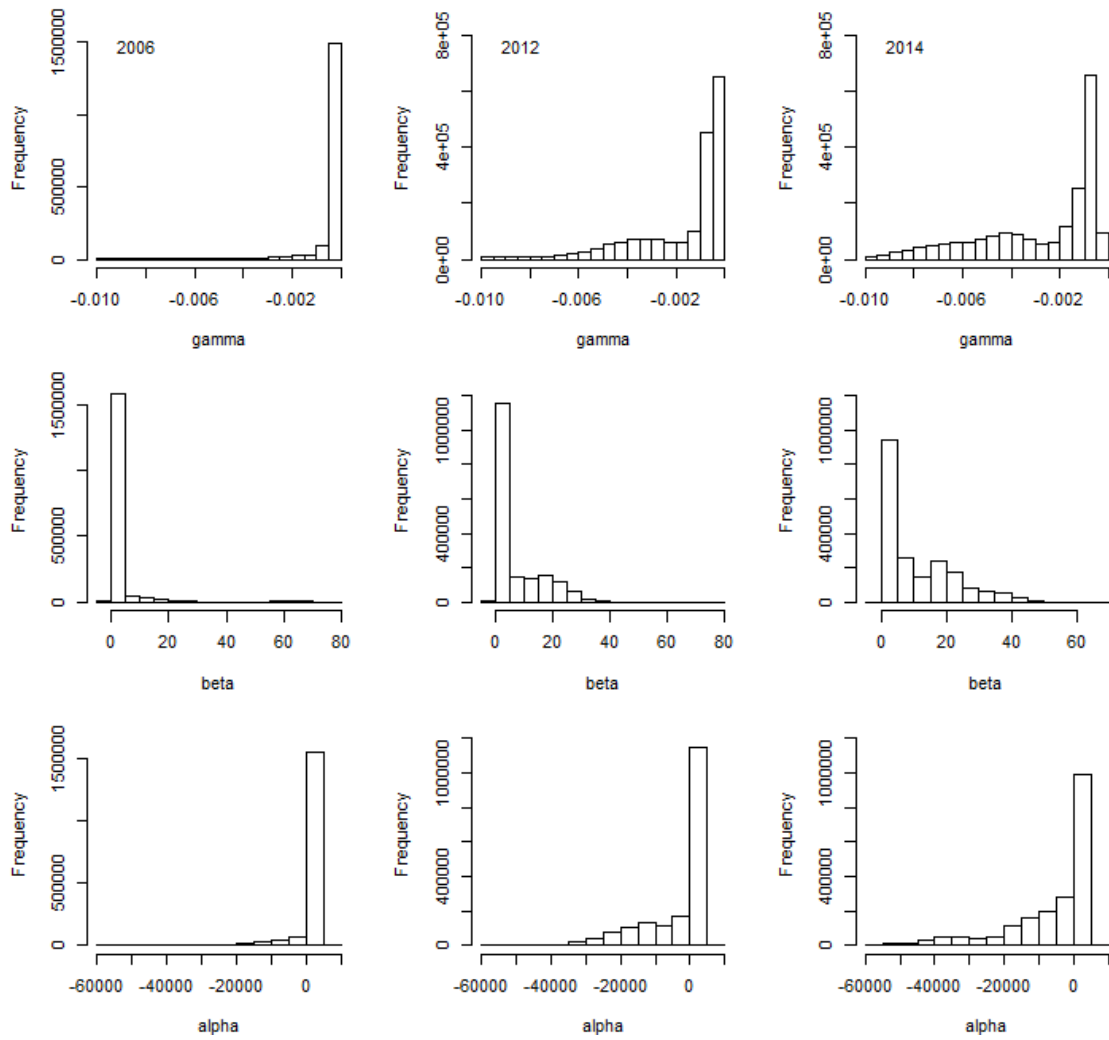 2006
Frequency
0 500000 1500000
-0.010 -0.006 -0.002
gamma
2012
Frequency
0e+00 4e+05 8e+05
-0.010 -0.006 -0.002
gamma
2014
Frequency
0e+00 4e+05 8e+05
-0.010 -0.006 -0.002
gamma
Frequency
0 500000 1500000
0 20 40 60 80
beta
Frequency
0 400000 1000000
0 20 40 60 80
beta
Frequency
0 400000 1000000
0 20 40 60
beta
Frequency
0 500000 1500000
-60000 -40000 -20000 0
alpha
Frequency
0 400000 1000000
-60000 -40000 -20000 0
alpha
Frequency
0 400000 1000000
-60000 -40000 -20000 0
alpha